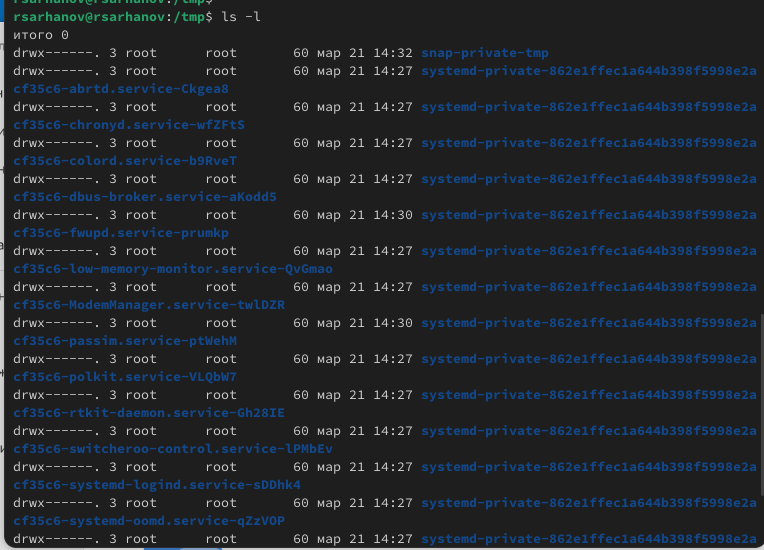 rsarhanov@rsarhanov:/tmp$ ls -l
итого 0
drwx------. 3 root      root       60 мар 21 14:32 snap-private-tmp
drwx------. 3 root      root       60 мар 21 14:27 systemd-private-862e1ffec1a644b398f5998e2a
cf35c6-abrtd.service-Ckgea8
drwx------. 3 root      root       60 мар 21 14:27 systemd-private-862e1ffec1a644b398f5998e2a
cf35c6-chronyd.service-wfZFtS
drwx------. 3 root      root       60 мар 21 14:27 systemd-private-862e1ffec1a644b398f5998e2a
cf35c6-colord.service-b9RveT
drwx------. 3 root      root       60 мар 21 14:27 systemd-private-862e1ffec1a644b398f5998e2a
cf35c6-dbus-broker.service-aKodd5
drwx------. 3 root      root       60 мар 21 14:30 systemd-private-862e1ffec1a644b398f5998e2a
cf35c6-fwupd.service-prumkp
drwx------. 3 root      root       60 мар 21 14:27 systemd-private-862e1ffec1a644b398f5998e2a
cf35c6-low-memory-monitor.service-QvGmao
drwx------. 3 root      root       60 мар 21 14:27 systemd-private-862e1ffec1a644b398f5998e2a
cf35c6-ModemManager.service-twlDZR
drwx------. 3 root      root       60 мар 21 14:30 systemd-private-862e1ffec1a644b398f5998e2a
cf35c6-passim.service-ptWehM
drwx------. 3 root      root       60 мар 21 14:27 systemd-private-862e1ffec1a644b398f5998e2a
cf35c6-polkit.service-VLQbW7
drwx------. 3 root      root       60 мар 21 14:27 systemd-private-862e1ffec1a644b398f5998e2a
cf35c6-rtkit-daemon.service-Gh28IE
drwx------. 3 root      root       60 мар 21 14:27 systemd-private-862e1ffec1a644b398f5998e2a
cf35c6-switcheroo-control.service-lPMbEv
drwx------. 3 root      root       60 мар 21 14:27 systemd-private-862e1ffec1a644b398f5998e2a
cf35c6-systemd-logind.service-sDDhk4
drwx------. 3 root      root       60 мар 21 14:27 systemd-private-862e1ffec1a644b398f5998e2a
cf35c6-systemd-oomd.service-qZzVOP
drwx------. 3 root      root       60 мар 21 14:27 systemd-private-862e1ffec1a644b398f5998e2a